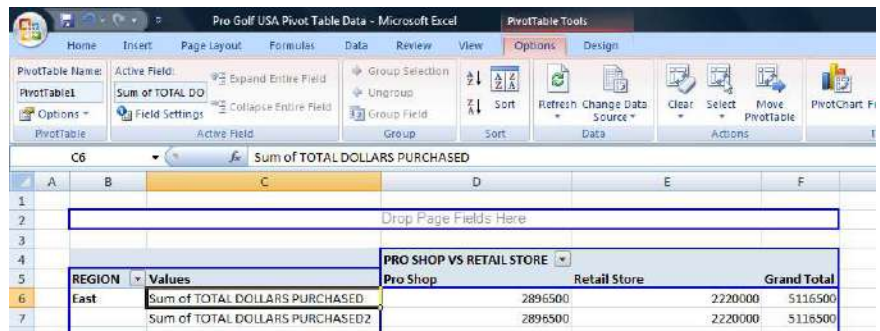 Pro Golf USA Pivot Table Data - Microsoft Excel PivotTable Tools
Home Insert Page Layout Formulas Data Review View Options Design
PivotTable Name: Active Field: Expand Entire Field Group Selection
PivotTable1 Sum of TOTAL DO Collapse Entire Field Ungroup Sort Refresh Change Data Source Clear Select Move PivotTable PivotChart
Options Field Settings Group Field
PivotTable Active Field Group Sort Data Actions
C6 fx Sum of TOTAL DOLLARS PURCHASED
A B C D E F
1
2 Drop Page Fields Here
3
4 PRO SHOP VS RETAIL STORE
5 REGION Values Pro Shop Retail Store Grand Total
6 East Sum of TOTAL DOLLARS PURCHASED 2896500 2220000 5116500
7 Sum of TOTAL DOLLARS PURCHASED2 2896500 2220000 5116500